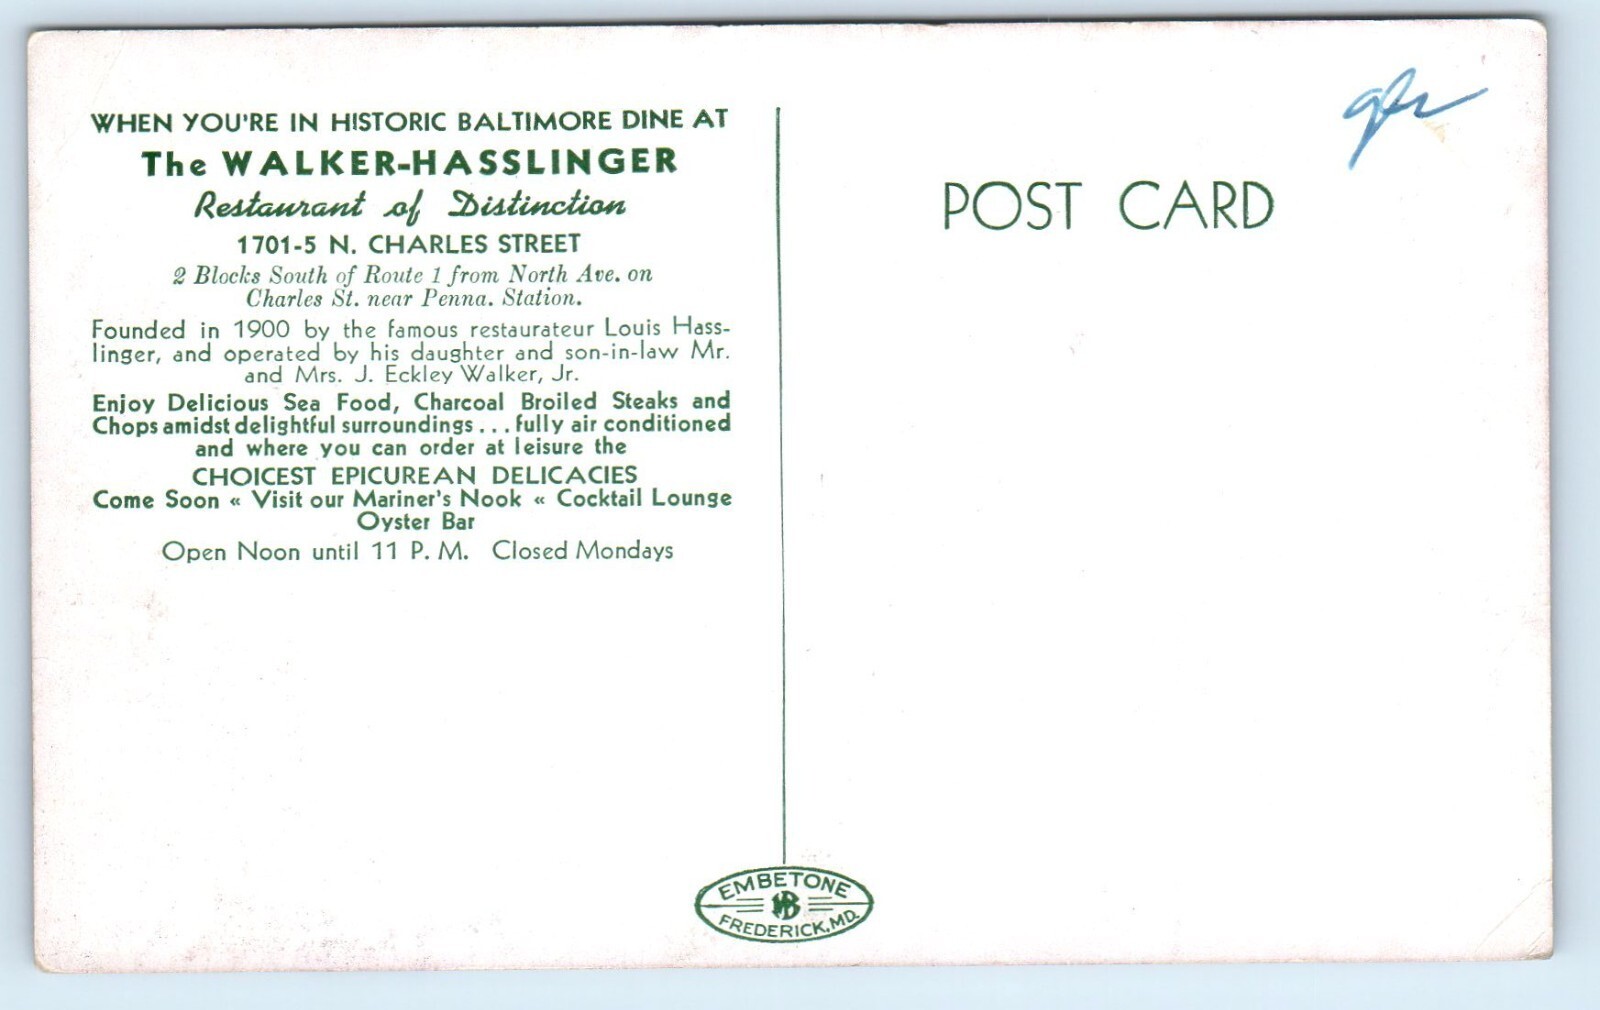 WHEN YOU'RE IN HISTORIC BALTIMORE DINE AT
The WALKER-HASSLINGER
Restaurant of Distinction
1701-5 N. CHARLES STREET
2 Blocks South of Route 1 from North Ave. on
Charles St. near Penna. Station.
Founded in 1900 by the famous restaurateur Louis Hass-
linger, and operated by his daughter and son-in-law Mr.
and Mrs. J. Eckley Walker, Jr.
Enjoy Delicious Sea Food, Charcoal Broiled Steaks and
Chops amidst delightful surroundings . . . fully air conditioned
and where you can order at leisure the
CHOICEST EPICUREAN DELICACIES
Come Soon « Visit our Mariner's Nook « Cocktail Lounge
Oyster Bar
Open Noon until 11 P. M. Closed Mondays
POST CARD
EMBETONE
MB
FREDERICK, MD.